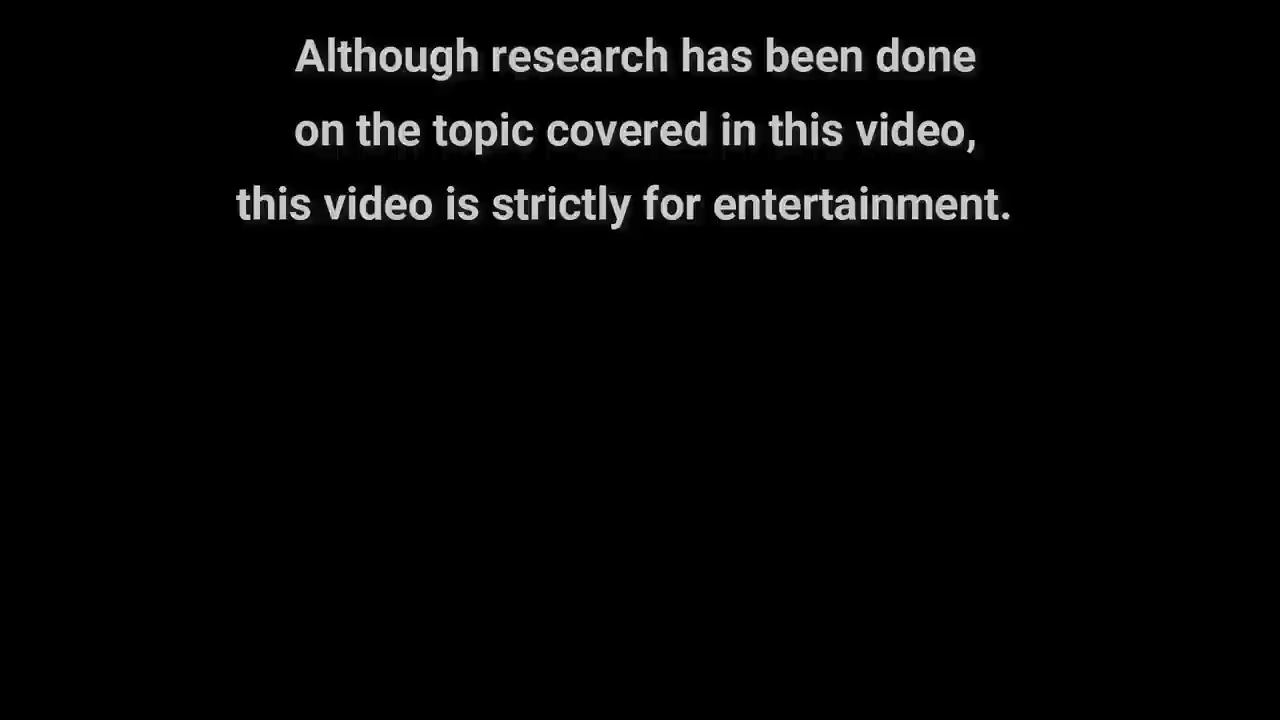 Although research has been done
on the topic covered in this video,
this video is strictly for entertainment.